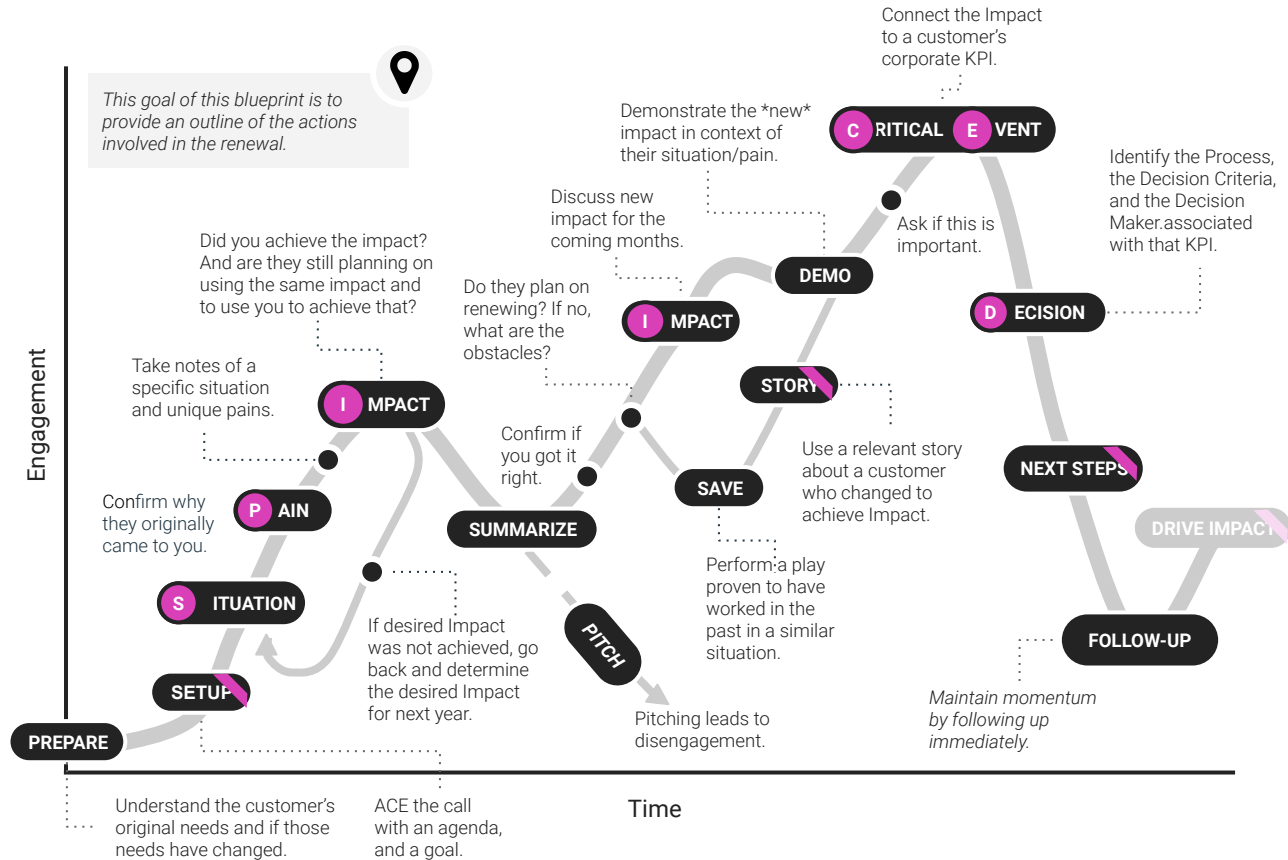 Connect the Impact
to a customer's
corporate KPI.
This goal of this blueprint is to
provide an outline of the actions
involved in the renewal.
Demonstrate the *new*
impact in context of
their situation/pain.
CRITICAL EVENT
Identify the Process,
the Decision Criteria,
and the Decision
Maker.associated
with that KPI.
Discuss new
impact for the
coming months.
Ask if this is
important.
Did you achieve the impact?
And are they still planning on
using the same impact and
to use you to achieve that?
DEMO
Do they plan on
renewing? If no,
what are the
obstacles?
IMPACT
DECISION
Engagement
Take notes of a
specific situation
and unique pains.
IMPACT
STORY
Confirm if
you got it
right.
Use a relevant story
about a customer
who changed to
achieve Impact.
NEXT STEPS
SAVE
Confirm why
they originally
came to you.
PAIN
SUMMARIZE
DRIVE IMPACT
Perform a play
proven to have
worked in the
past in a similar
situation.
SITUATION
If desired Impact
was not achieved, go
back and determine
the desired Impact
for next year.
PITCH
FOLLOW-UP
SETUP
Maintain momentum
by following up
immediately.
Pitching leads to
disengagement.
PREPARE
Time
Understand the customer's
original needs and if those
needs have changed.
ACE the call
with an agenda,
and a goal.